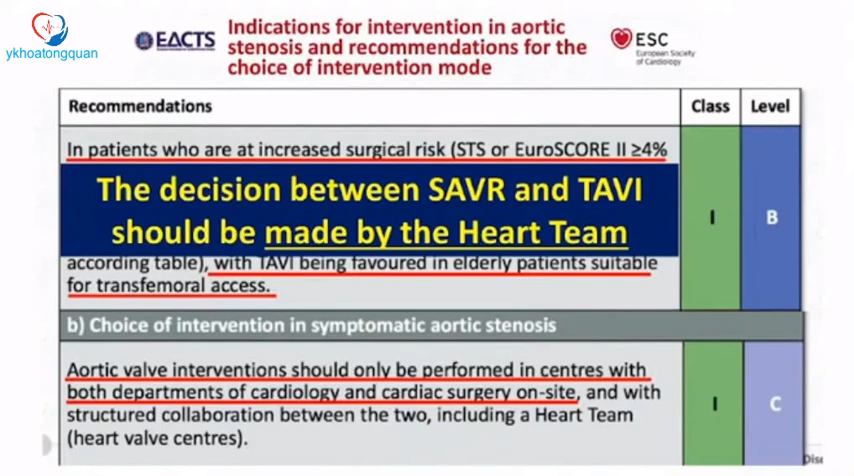 ykhoatongquan
EACTS
Indications for intervention in aortic
stenosis and recommendations for the
choice of intervention mode
ESC
European Society
of Cardiology
Recommendations
Class
Level
In patients who are at increased surgical risk (STS or EuroSCORE II ≥4%
The decision between SAVR and TAVI
should be made by the Heart Team
according table), with TAVI being favoured in elderly patients suitable
for transfemoral access.
I
B
b) Choice of intervention in symptomatic aortic stenosis
Aortic valve interventions should only be performed in centres with
both departments of cardiology and cardiac surgery on-site, and with
structured collaboration between the two, including a Heart Team
(heart valve centres).
I
C